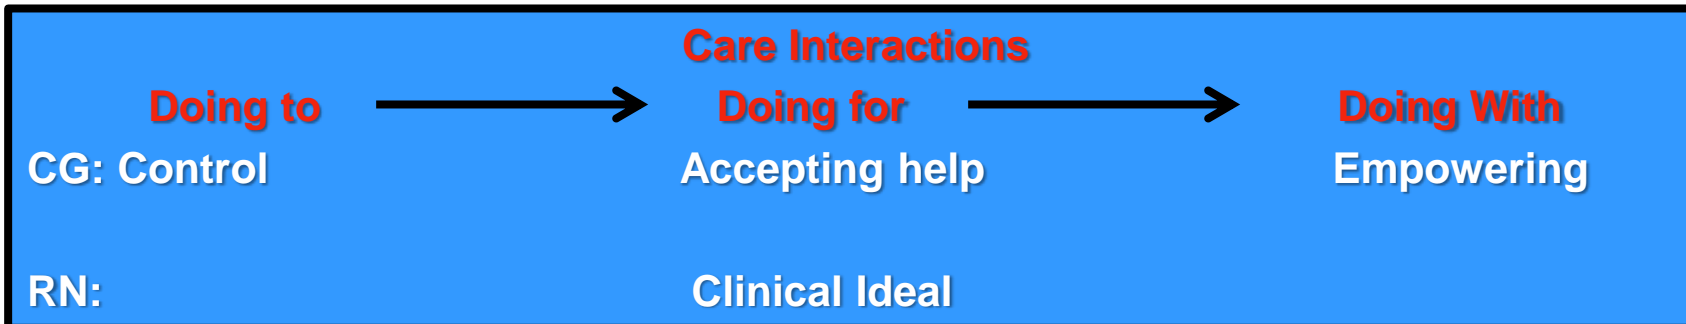 Care Interactions
Doing to Doing for Doing With
CG: Control Accepting help Empowering
RN: Clinical Ideal